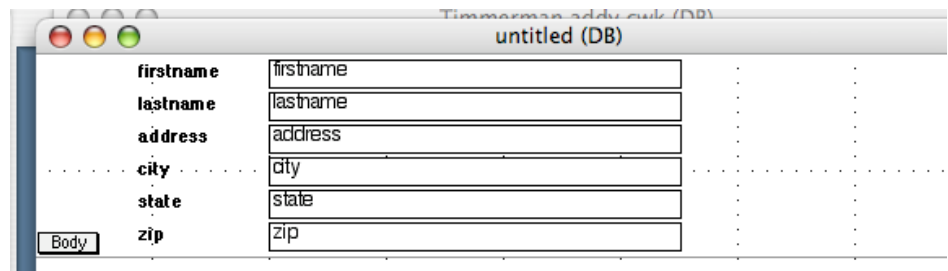 Timmerman addy.cwk (DB)
untitled (DB)
firstname firstname
lastname lastname
address address
city city
state state
Body zip zip